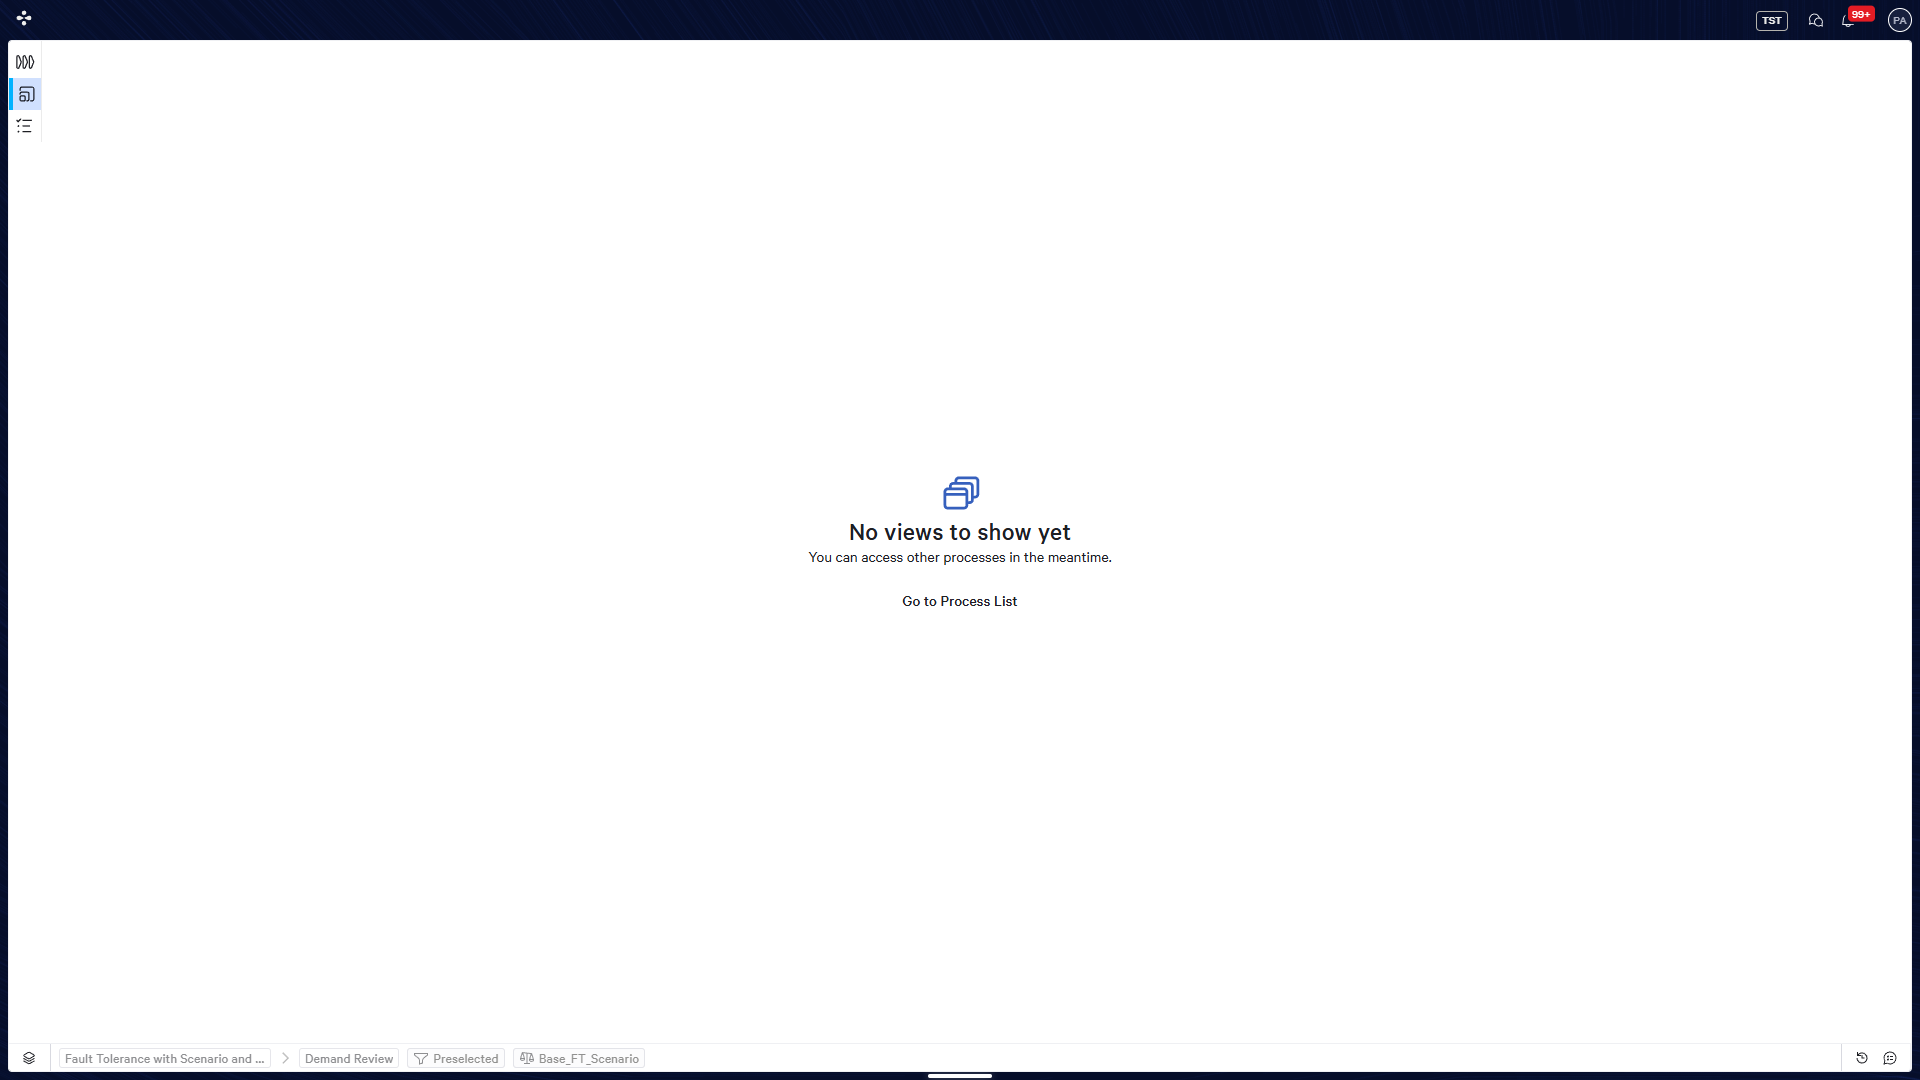 TST
99+
PA
No views to show yet
You can access other processes in the meantime.
Go to Process List
Fault Tolerance with Scenario and ...
Demand Review
Preselected
Base_FT_Scenario